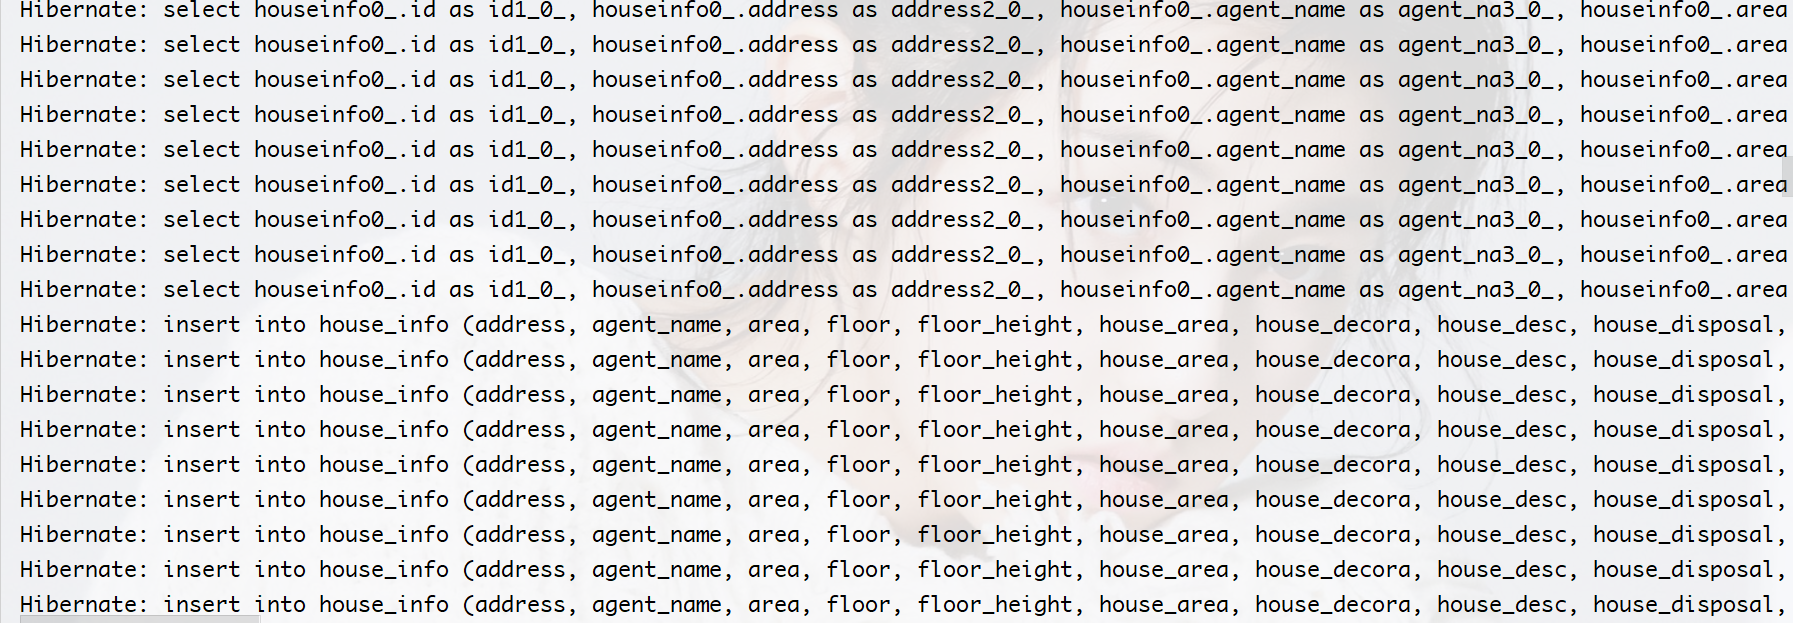 Hibernate: select houseinfo0_.id as id1_0_, houseinfo0_.address as address2_0_, houseinfo0_.agent_name as agent_na3_0_, houseinfo0_.area
Hibernate: select houseinfo0_.id as id1_0_, houseinfo0_.address as address2_0_, houseinfo0_.agent_name as agent_na3_0_, houseinfo0_.area
Hibernate: select houseinfo0_.id as id1_0_, houseinfo0_.address as address2_0_, houseinfo0_.agent_name as agent_na3_0_, houseinfo0_.area
Hibernate: select houseinfo0_.id as id1_0_, houseinfo0_.address as address2_0_, houseinfo0_.agent_name as agent_na3_0_, houseinfo0_.area
Hibernate: select houseinfo0_.id as id1_0_, houseinfo0_.address as address2_0_, houseinfo0_.agent_name as agent_na3_0_, houseinfo0_.area
Hibernate: select houseinfo0_.id as id1_0_, houseinfo0_.address as address2_0_, houseinfo0_.agent_name as agent_na3_0_, houseinfo0_.area
Hibernate: select houseinfo0_.id as id1_0_, houseinfo0_.address as address2_0_, houseinfo0_.agent_name as agent_na3_0_, houseinfo0_.area
Hibernate: select houseinfo0_.id as id1_0_, houseinfo0_.address as address2_0_, houseinfo0_.agent_name as agent_na3_0_, houseinfo0_.area
Hibernate: select houseinfo0_.id as id1_0_, houseinfo0_.address as address2_0_, houseinfo0_.agent_name as agent_na3_0_, houseinfo0_.area
Hibernate: insert into house_info (address, agent_name, area, floor, floor_height, house_area, house_decora, house_desc, house_disposal,
Hibernate: insert into house_info (address, agent_name, area, floor, floor_height, house_area, house_decora, house_desc, house_disposal,
Hibernate: insert into house_info (address, agent_name, area, floor, floor_height, house_area, house_decora, house_desc, house_disposal,
Hibernate: insert into house_info (address, agent_name, area, floor, floor_height, house_area, house_decora, house_desc, house_disposal,
Hibernate: insert into house_info (address, agent_name, area, floor, floor_height, house_area, house_decora, house_desc, house_disposal,
Hibernate: insert into house_info (address, agent_name, area, floor, floor_height, house_area, house_decora, house_desc, house_disposal,
Hibernate: insert into house_info (address, agent_name, area, floor, floor_height, house_area, house_decora, house_desc, house_disposal,
Hibernate: insert into house_info (address, agent_name, area, floor, floor_height, house_area, house_decora, house_desc, house_disposal,
Hibernate: insert into house_info (address, agent_name, area, floor, floor_height, house_area, house_decora, house_desc, house_disposal,